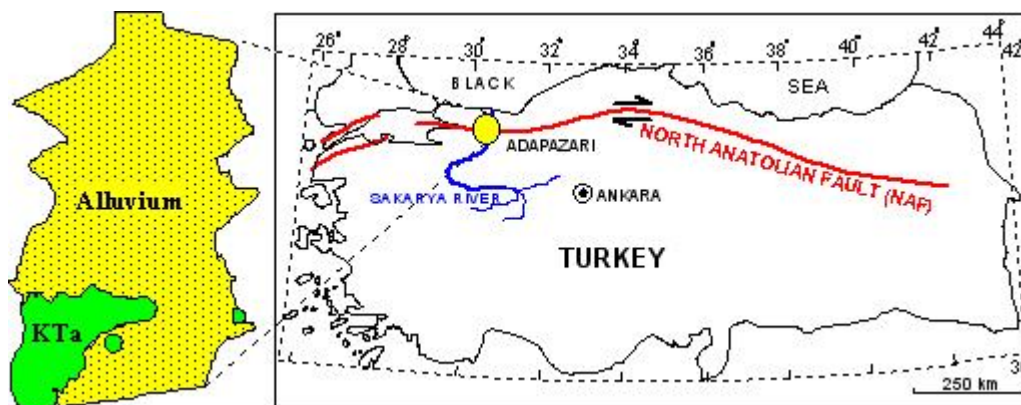 26° 28° 30° 32° 34° 36° 38° 40° 42° 44°
BLACK
SEA
ADAPAZARI
NORTH ANATOLIAN FAULT (NAF)
SAKARYA RIVER
ANKARA
TURKEY
Alluvium
KTa
250 km